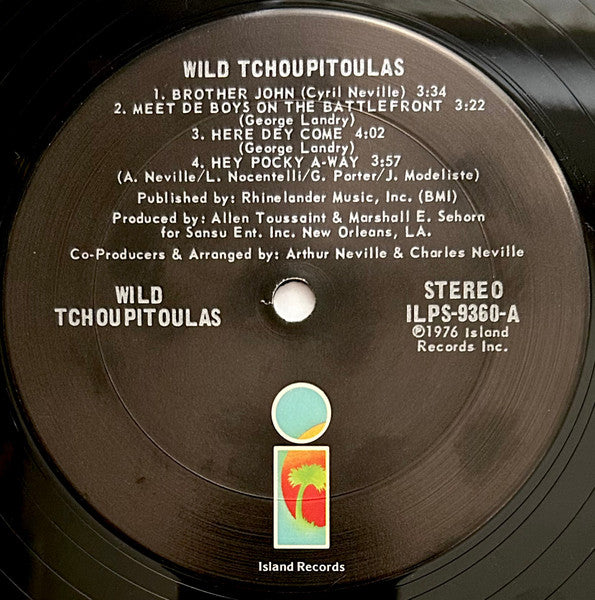 WILD TCHOUPITOULAS
1. BROTHER JOHN (Cyril Neville) 3:34
2. MEET DE BOYS ON THE BATTLEFRONT 3:22
(George Landry)
3. HERE DEY COME 4:02
(George Landry)
4. HEY POCKY A-WAY 3:57
(A. Neville/L. Nocentelli/G. Porter/J. Modeliste)
Published by: Rhinelander Music, Inc. (BMI)
Produced by: Allen Toussaint & Marshall E. Sehorn
for Sansu Ent. Inc. New Orleans, LA.
Co-Producers & Arranged by: Arthur Neville & Charles Neville
WILD
TCHOUPITOULAS
STEREO
ILPS-9360-A
℗1976 Island
Records Inc.
Island Records